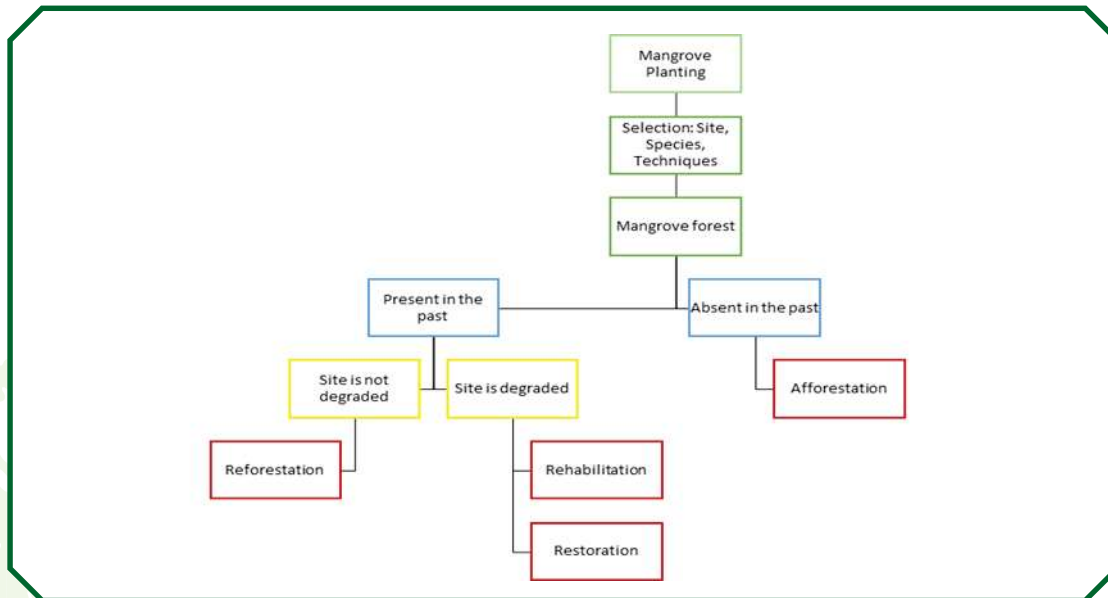 Mangrove
Planting
Selection: Site,
Species,
Techniques
Mangrove forest
Present in the
past
Absent in the past
Site is not
degraded
Site is degraded
Afforestation
Reforestation
Rehabilitation
Restoration